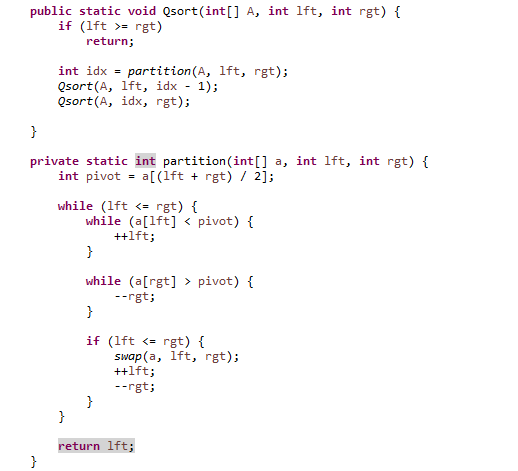 public static void Qsort(int[] A, int lft, int rgt) {
if (lft >= rgt)
return;
int idx = partition(A, lft, rgt);
Qsort(A, lft, idx - 1);
Qsort(A, idx, rgt);
}
private static int partition(int[] a, int lft, int rgt) {
int pivot = a[(lft + rgt) / 2];
while (lft <= rgt) {
while (a[lft] < pivot) {
++lft;
}
while (a[rgt] > pivot) {
--rgt;
}
if (lft <= rgt) {
swap(a, lft, rgt);
++lft;
--rgt;
}
}
return lft;
}